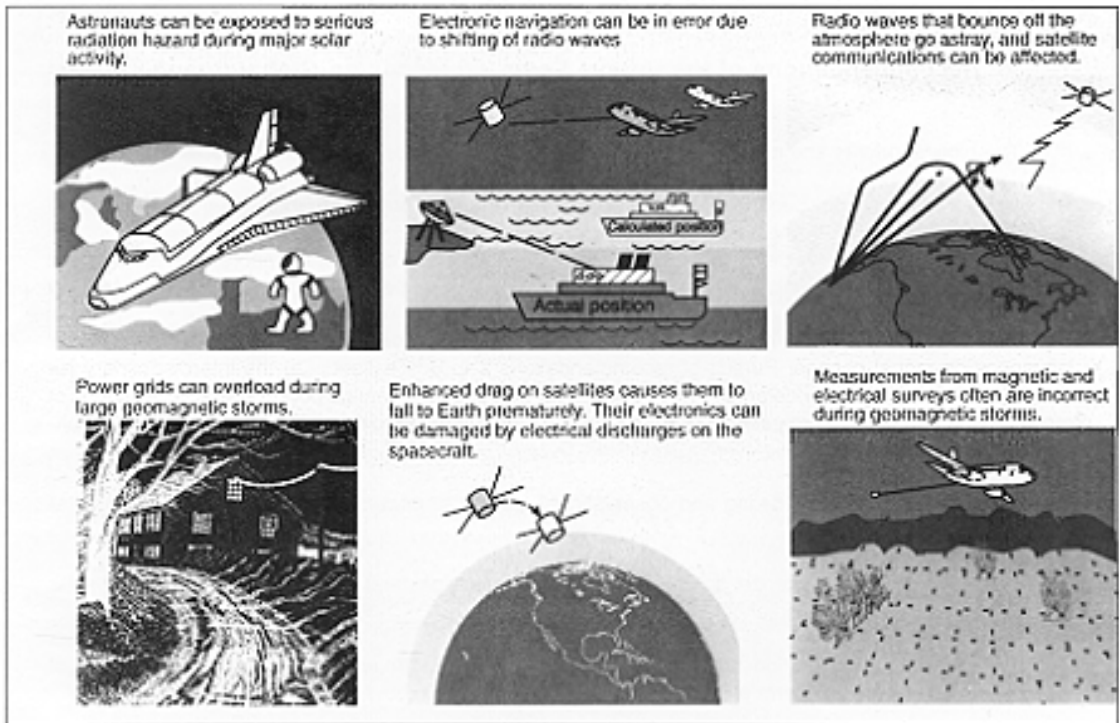 Astronauts can be exposed to serious
radiation hazard during major solar
activity.
Electronic navigation can be in error due
to shifting of radio waves
Calculated position
Actual position
Radio waves that bounce off the
atmosphere go astray, and satellite
communications can be affected.
Power grids can overload during
large geomagnetic storms.
Enhanced drag on satellites causes them to
fall to Earth prematurely. Their electronics can
be damaged by electrical discharges on the
spacecraft.
Measurements from magnetic and
electrical surveys often are incorrect
during geomagnetic storms.